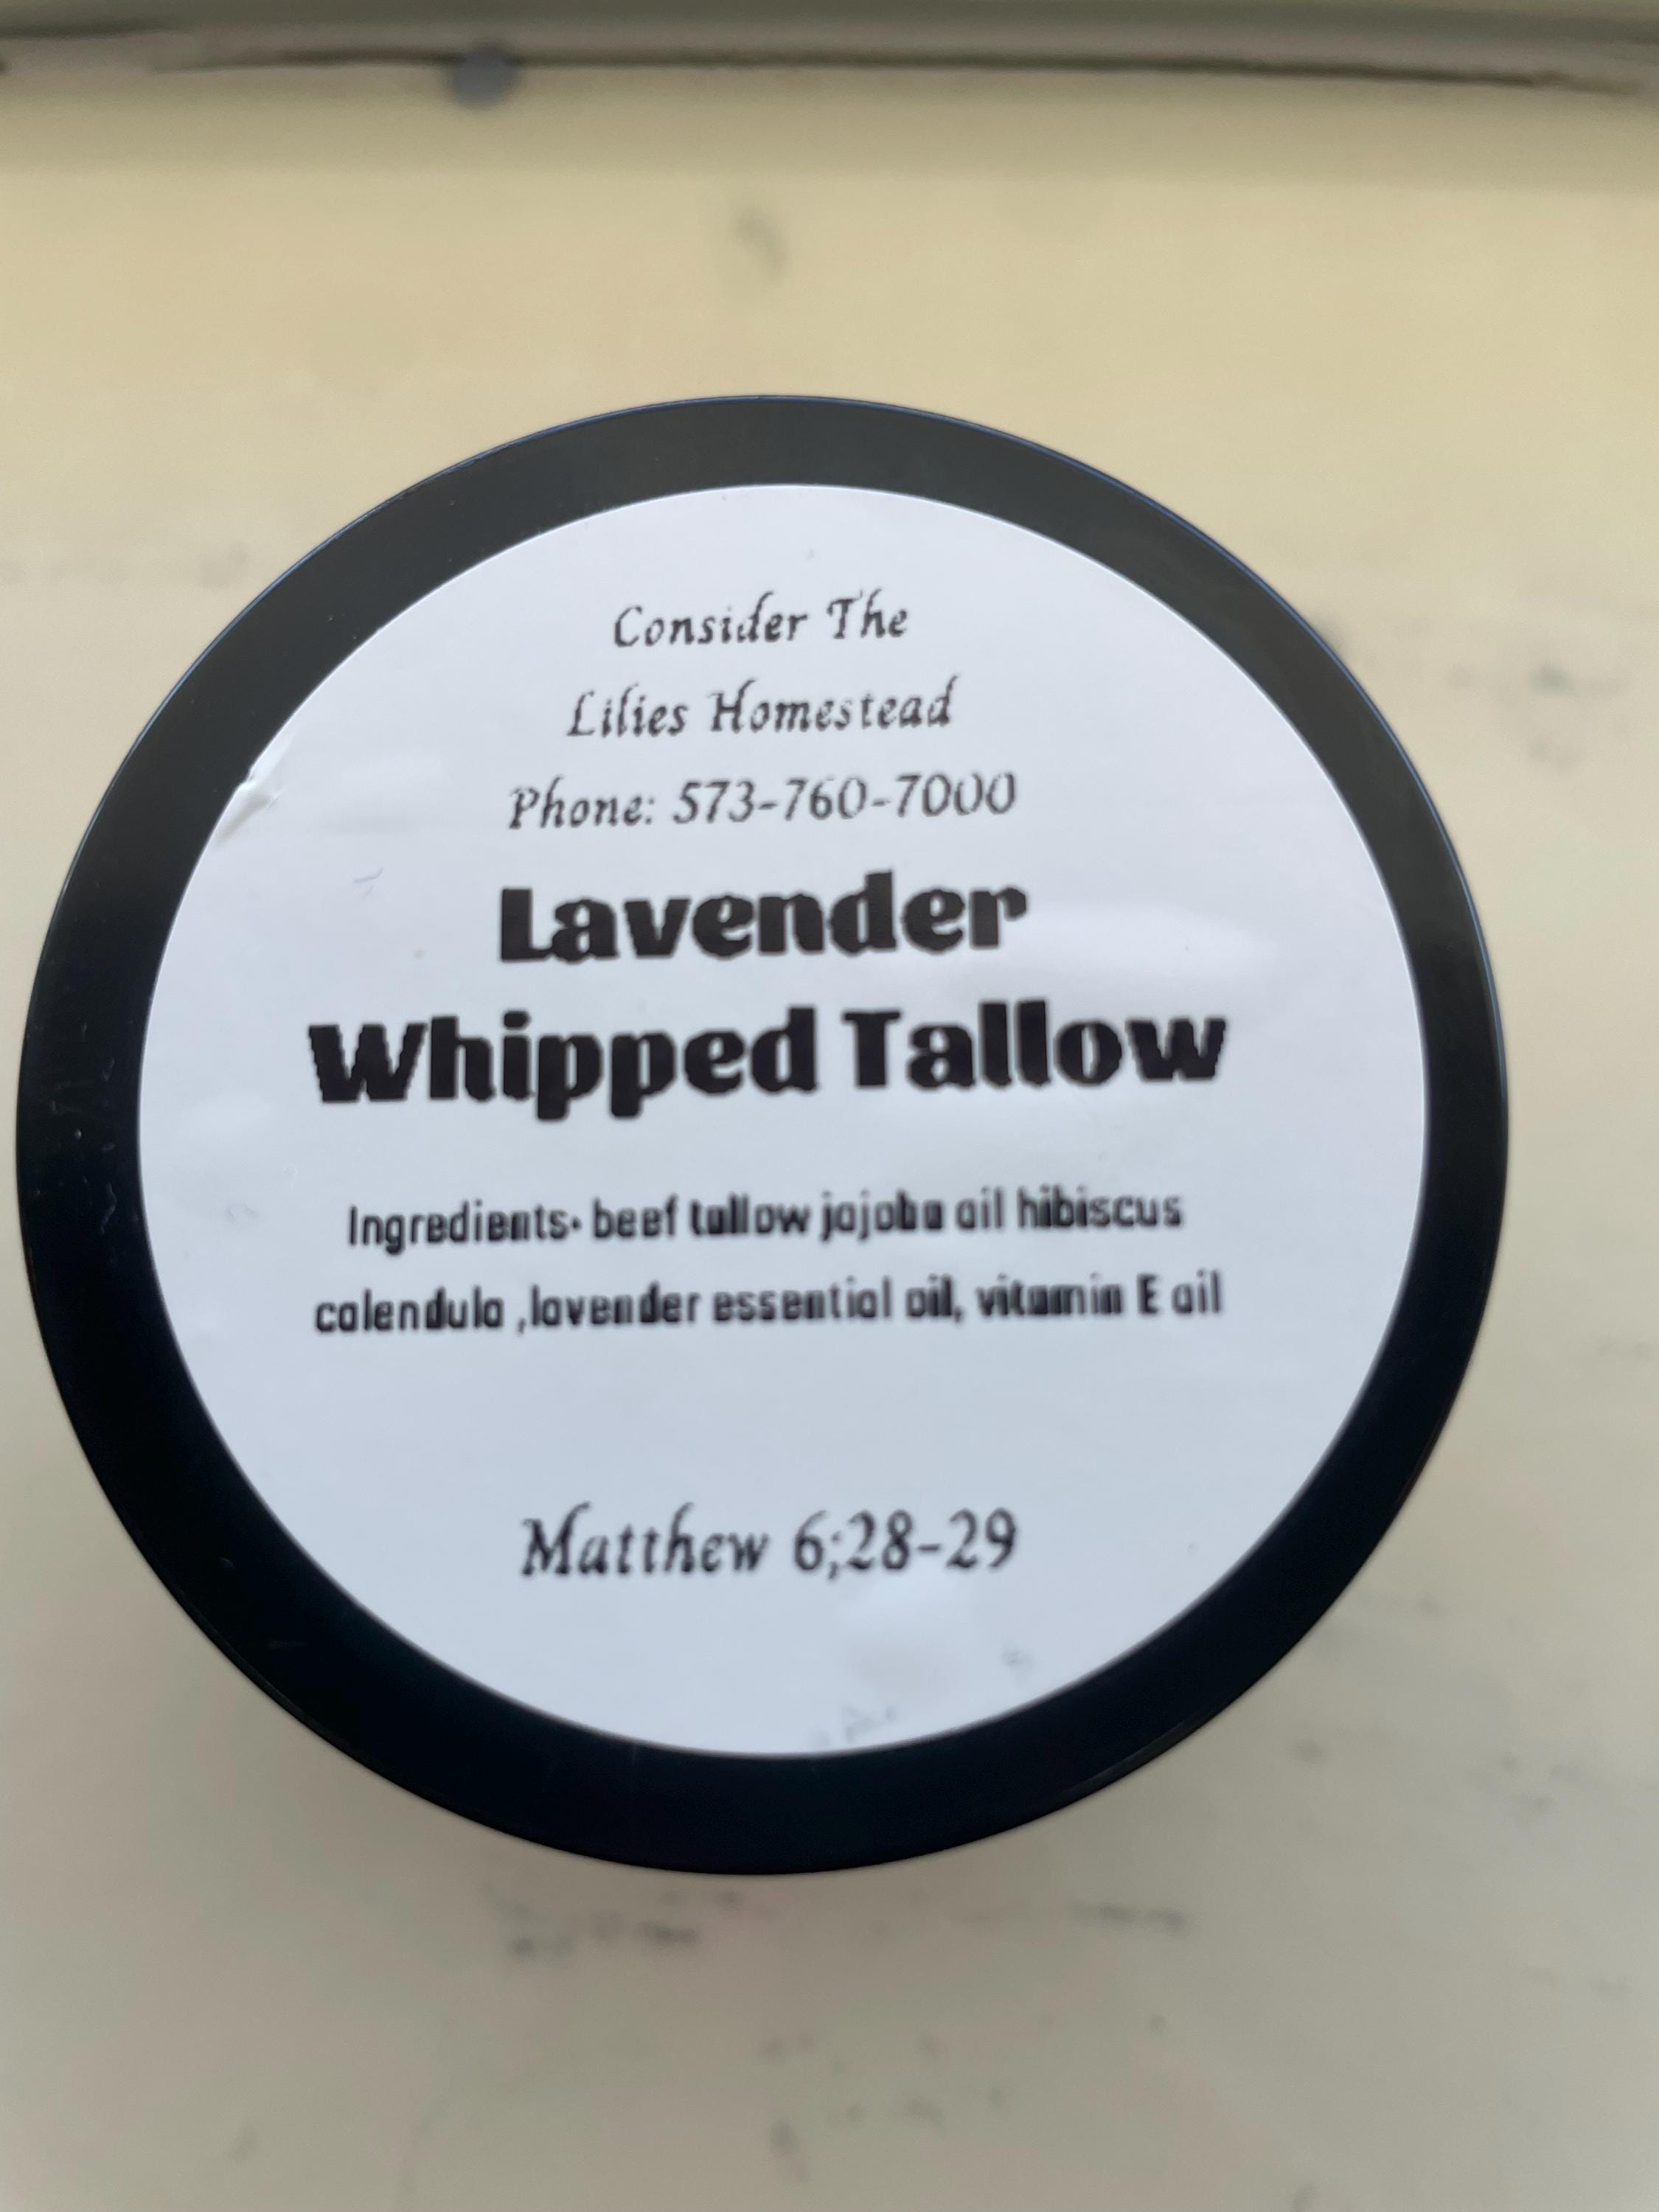 Consider The
Lilies Homestead
Phone: 573-760-7000
Lavender
Whipped Tallow
Ingredients• beef tallow jojoba oil hibiscus
calendula ,lavender essential oil, vitamin E oil
Matthew 6;28-29